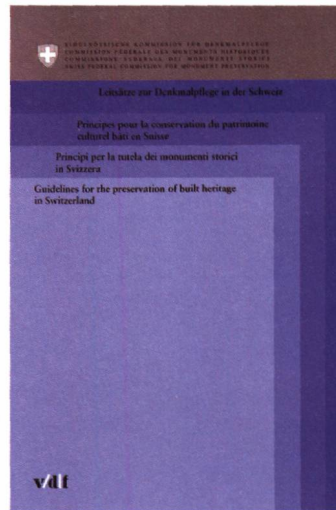 EIDGENÖSSISCHE KOMMISSION FÜR DENKMALPFLEGE
COMMISSION FÉDÉRALE DES MONUMENTS HISTORIQUES
COMMISSIONE FEDERALE DEI MONUMENTI STORICI
SWISS FEDERAL COMMISSION FOR MONUMENT PRESERVATION
Leitsätze zur Denkmalpflege in der Schweiz
Principes pour la conservation du patrimoine
culturel bâti en Suisse
Principi per la tutela dei monumenti storici
in Svizzera
Guidelines for the preservation of built heritage
in Switzerland
v/d/f